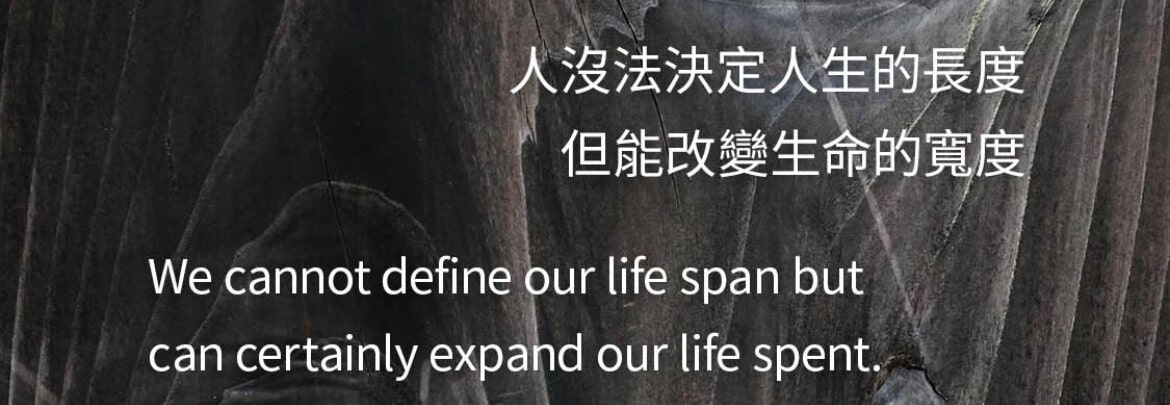 人沒法決定人生的長度
但能改變生命的寬度
We cannot define our life span but
can certainly expand our life spent.